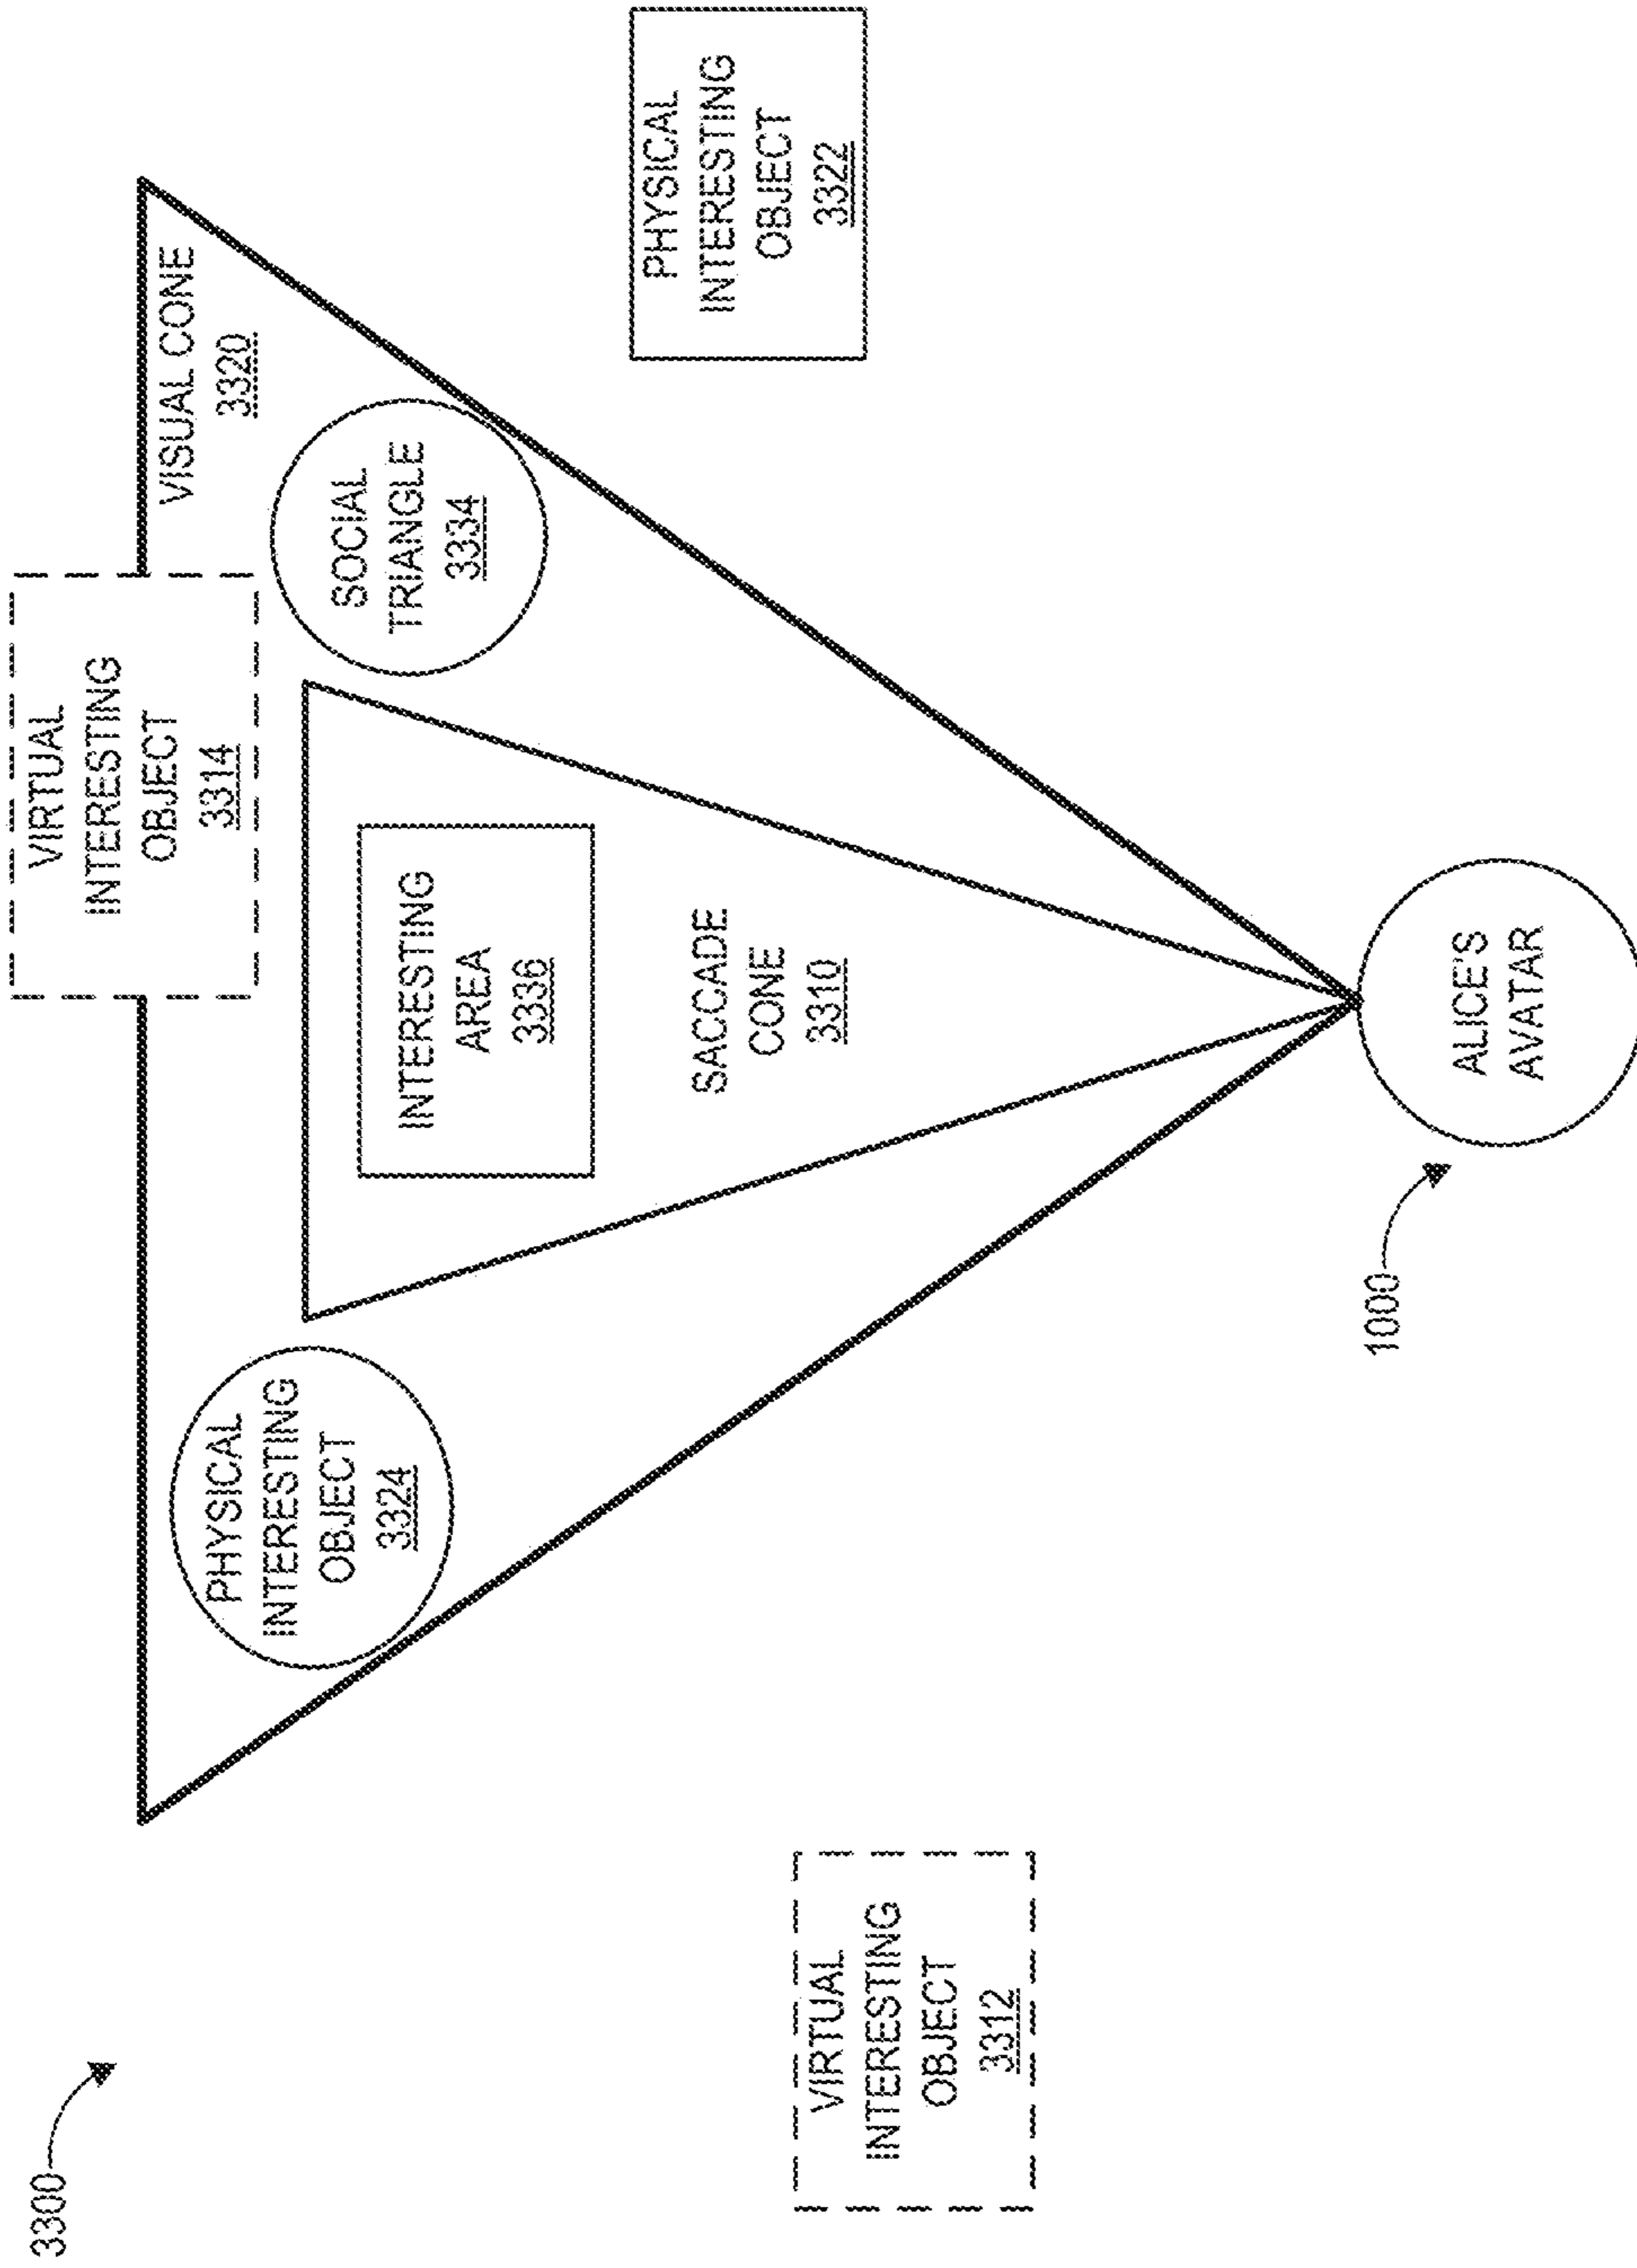 3300
VIRTUAL
INTERESTING
OBJECT
3314
VISUAL CONE
3320
PHYSICAL
INTERESTING
OBJECT
3324
INTERESTING
AREA
3336
SOCIAL
TRIANGLE
3334
SACCADE
CONE
3310
PHYSICAL
INTERESTING
OBJECT
3322
VIRTUAL
INTERESTING
OBJECT
3312
1000
ALICE'S
AVATAR